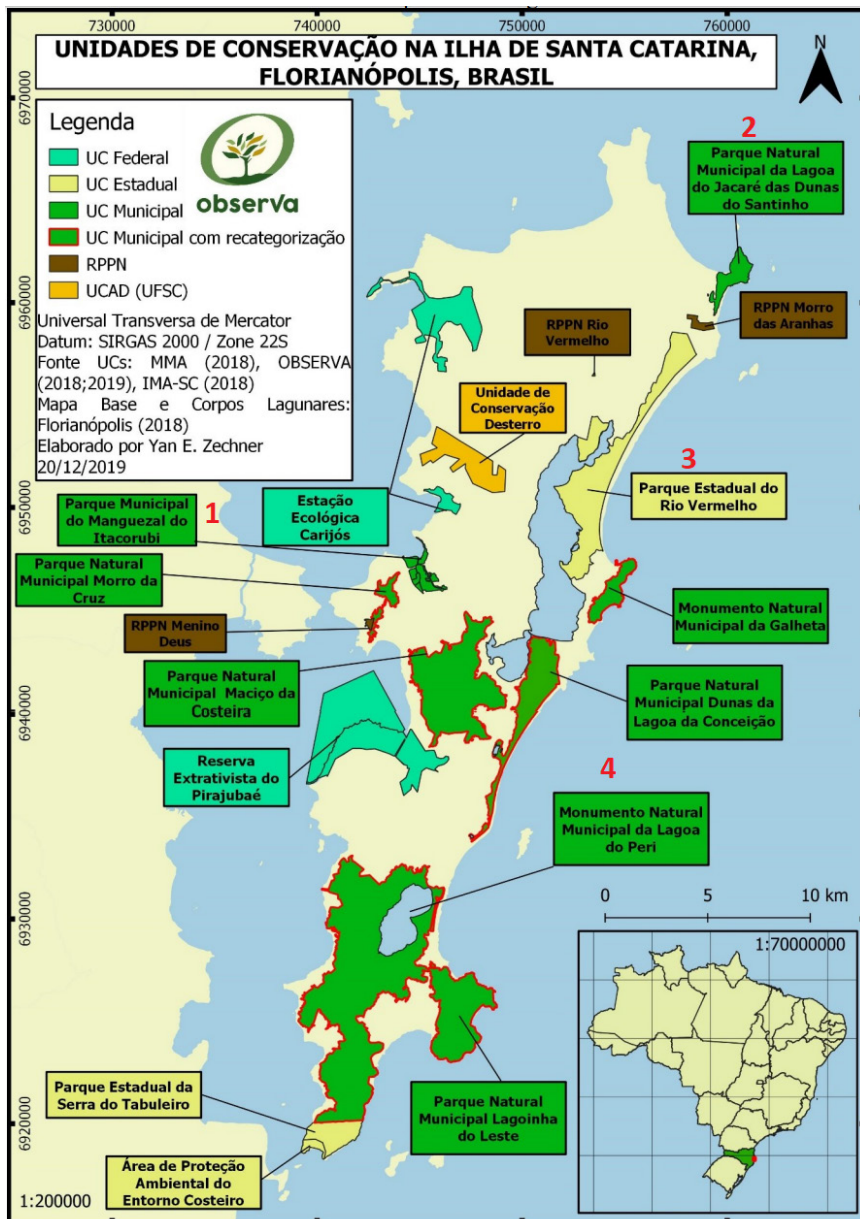 730000
740000
750000
760000
UNIDADES DE CONSERVAÇÃO NA ILHA DE SANTA CATARINA,
FLORIANÓPOLIS, BRASIL
N
6970000
6960000
6950000
6940000
6930000
6920000
Legenda
UC Federal
UC Estadual
UC Municipal
UC Municipal com recategorização
RPPN
UCAD (UFSC)
observa
Universal Transversa de Mercator
Datum: SIRGAS 2000 / Zone 22S
Fonte UCs: MMA (2018), OBSERVA
(2018;2019), IMA-SC (2018)
Mapa Base e Corpos Lagunares:
Florianópolis (2018)
Elaborado por Yan E. Zechner
20/12/2019
2
Parque Natural
Municipal da Lagoa
do Jacaré das Dunas
do Santinho
RPPN Morro
das Aranhas
RPPN Rio
Vermelho
Unidade de
Conservação
Desterro
3
Parque Estadual do
Rio Vermelho
Estação
Ecológica
Carijós
1
Parque Municipal
do Manguezal do
Itacorubi
Parque Natural
Municipal Morro da
Cruz
RPPN Menino
Deus
Monumento Natural
Municipal da Galheta
Parque Natural
Municipal Maciço da
Costeira
Parque Natural
Municipal Dunas da
Lagoa da Conceição
Reserva
Extrativista do
Pirajubaé
4
Monumento Natural
Municipal da Lagoa
do Peri
0 5 10 km
1:70000000
Parque Estadual da
Serra do Tabuleiro
Parque Natural
Municipal Lagoinha
do Leste
Área de Proteção
Ambiental do
Entorno Costeiro
1:200000